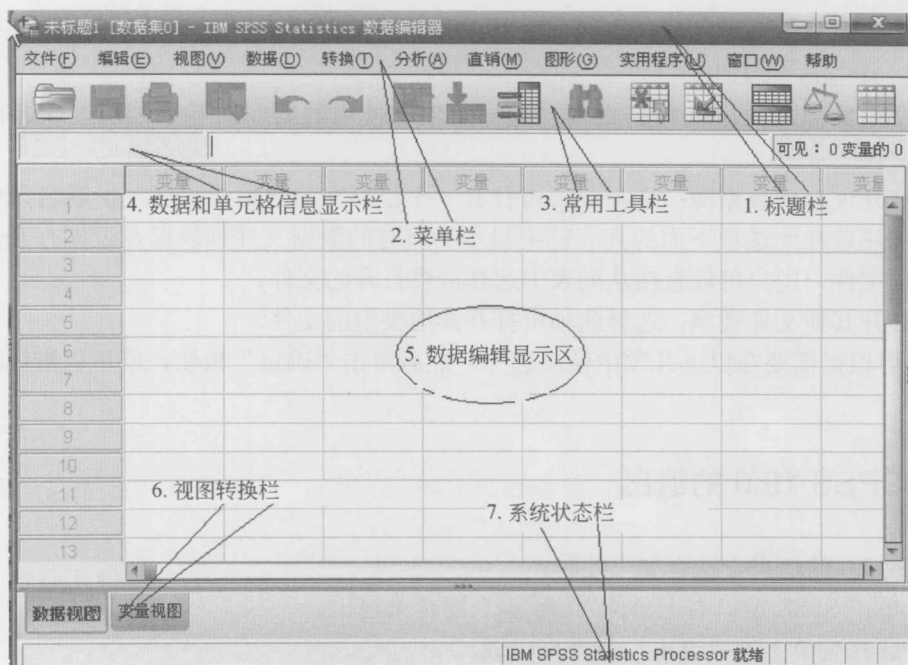 未标题1 [数据集0] - IBM SPSS Statistics 数据编辑器
文件(F) 编辑(E) 视图(V) 数据(D) 转换(T) 分析(A) 直销(M) 图形(G) 实用程序(U) 窗口(W) 帮助
可见：0变量的0
变量 变量 变量 变量 变量 变量 变量 变量
1
4. 数据和单元格信息显示栏 3. 常用工具栏 1. 标题栏
2 2. 菜单栏
3
4
5
6 5. 数据编辑显示区
7
8
9
10
11 6. 视图转换栏
12 7. 系统状态栏
13
数据视图 变量视图
IBM SPSS Statistics Processor 就绪